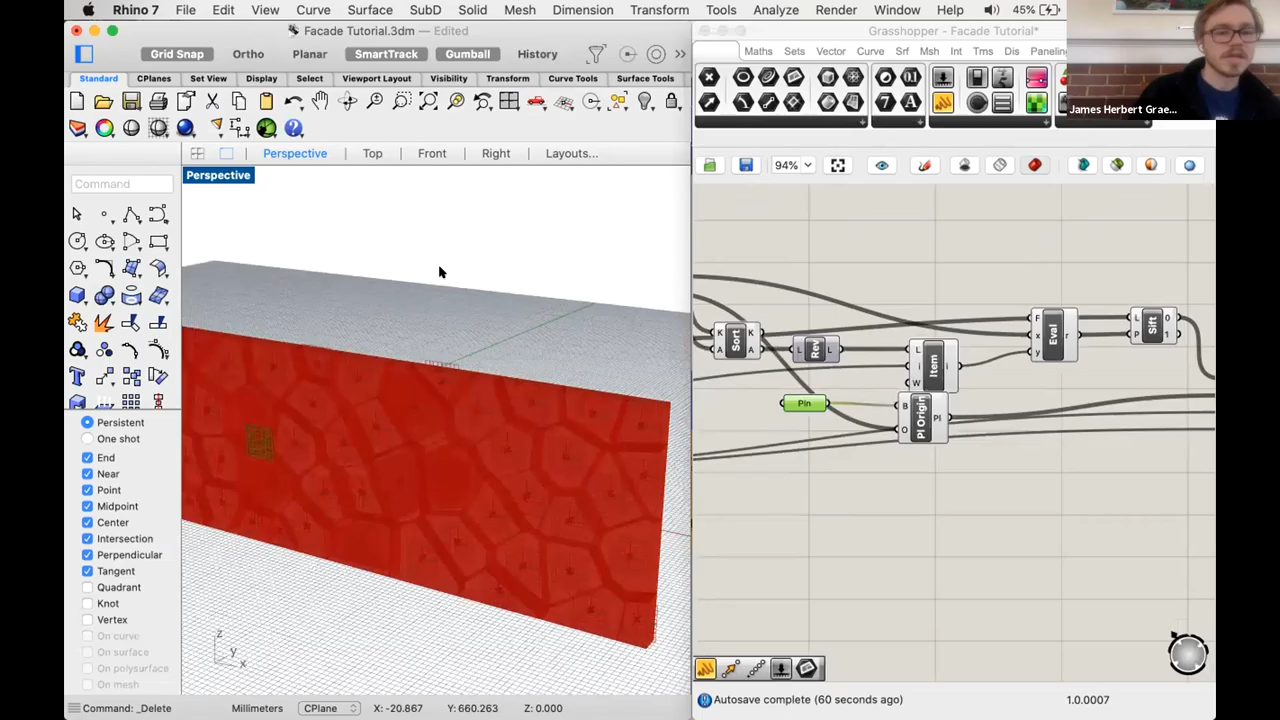 Rhino 7 File Edit View Curve Surface SubD Solid Mesh Dimension Transform Tools Analyze Render Window Help 45%
Facade Tutorial.3dm — Edited
Grasshopper - Facade Tutorial*
Grid Snap Ortho Planar SmartTrack Gumball History
Maths Sets Vector Curve Srf Msh Int Trns Dis Paneling
James Herbert Grae...
Standard CPlanes Set View Display Select Viewport Layout Visibility Transform Curve Tools Surface Tools
Perspective Top Front Right Layouts...
94%
Perspective
Command
Sort K A K A
Rev L L
Item L i W i
Eval F x y r
Sift L P 0 1
Pln
Pl Origin B O Pl
Persistent
One shot
End
Near
Point
Midpoint
Center
Intersection
Perpendicular
Tangent
Quadrant
Knot
Vertex
On curve
On surface
On polysurface
On mesh
z
y
x
Command: _Delete Millimeters CPlane X: -20.867 Y: 660.263 Z: 0.000
Autosave complete (60 seconds ago) 1.0.0007